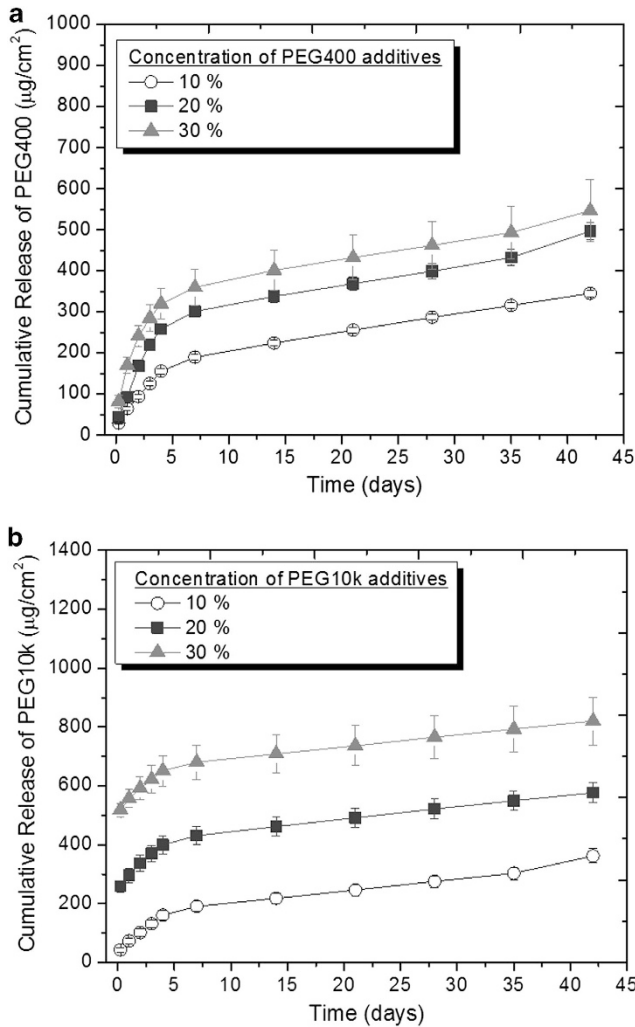 a
1000
900
800
700
600
500
400
300
200
100
0
Cumulative Release of PEG400 (μg/cm²)
Concentration of PEG400 additives
10 %
20 %
30 %
0 5 10 15 20 25 30 35 40 45
Time (days)
b
1400
1200
1000
800
600
400
200
0
Cumulative Release of PEG10k (μg/cm²)
Concentration of PEG10k additives
10 %
20 %
30 %
0 5 10 15 20 25 30 35 40 45
Time (days)